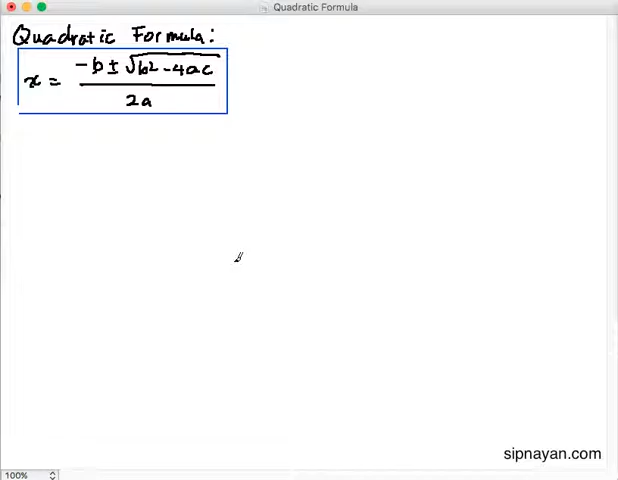 Quadratic Formula
Quadratic Formula:
x = -b ± √b² - 4ac / 2a
sipnayan.com
100%